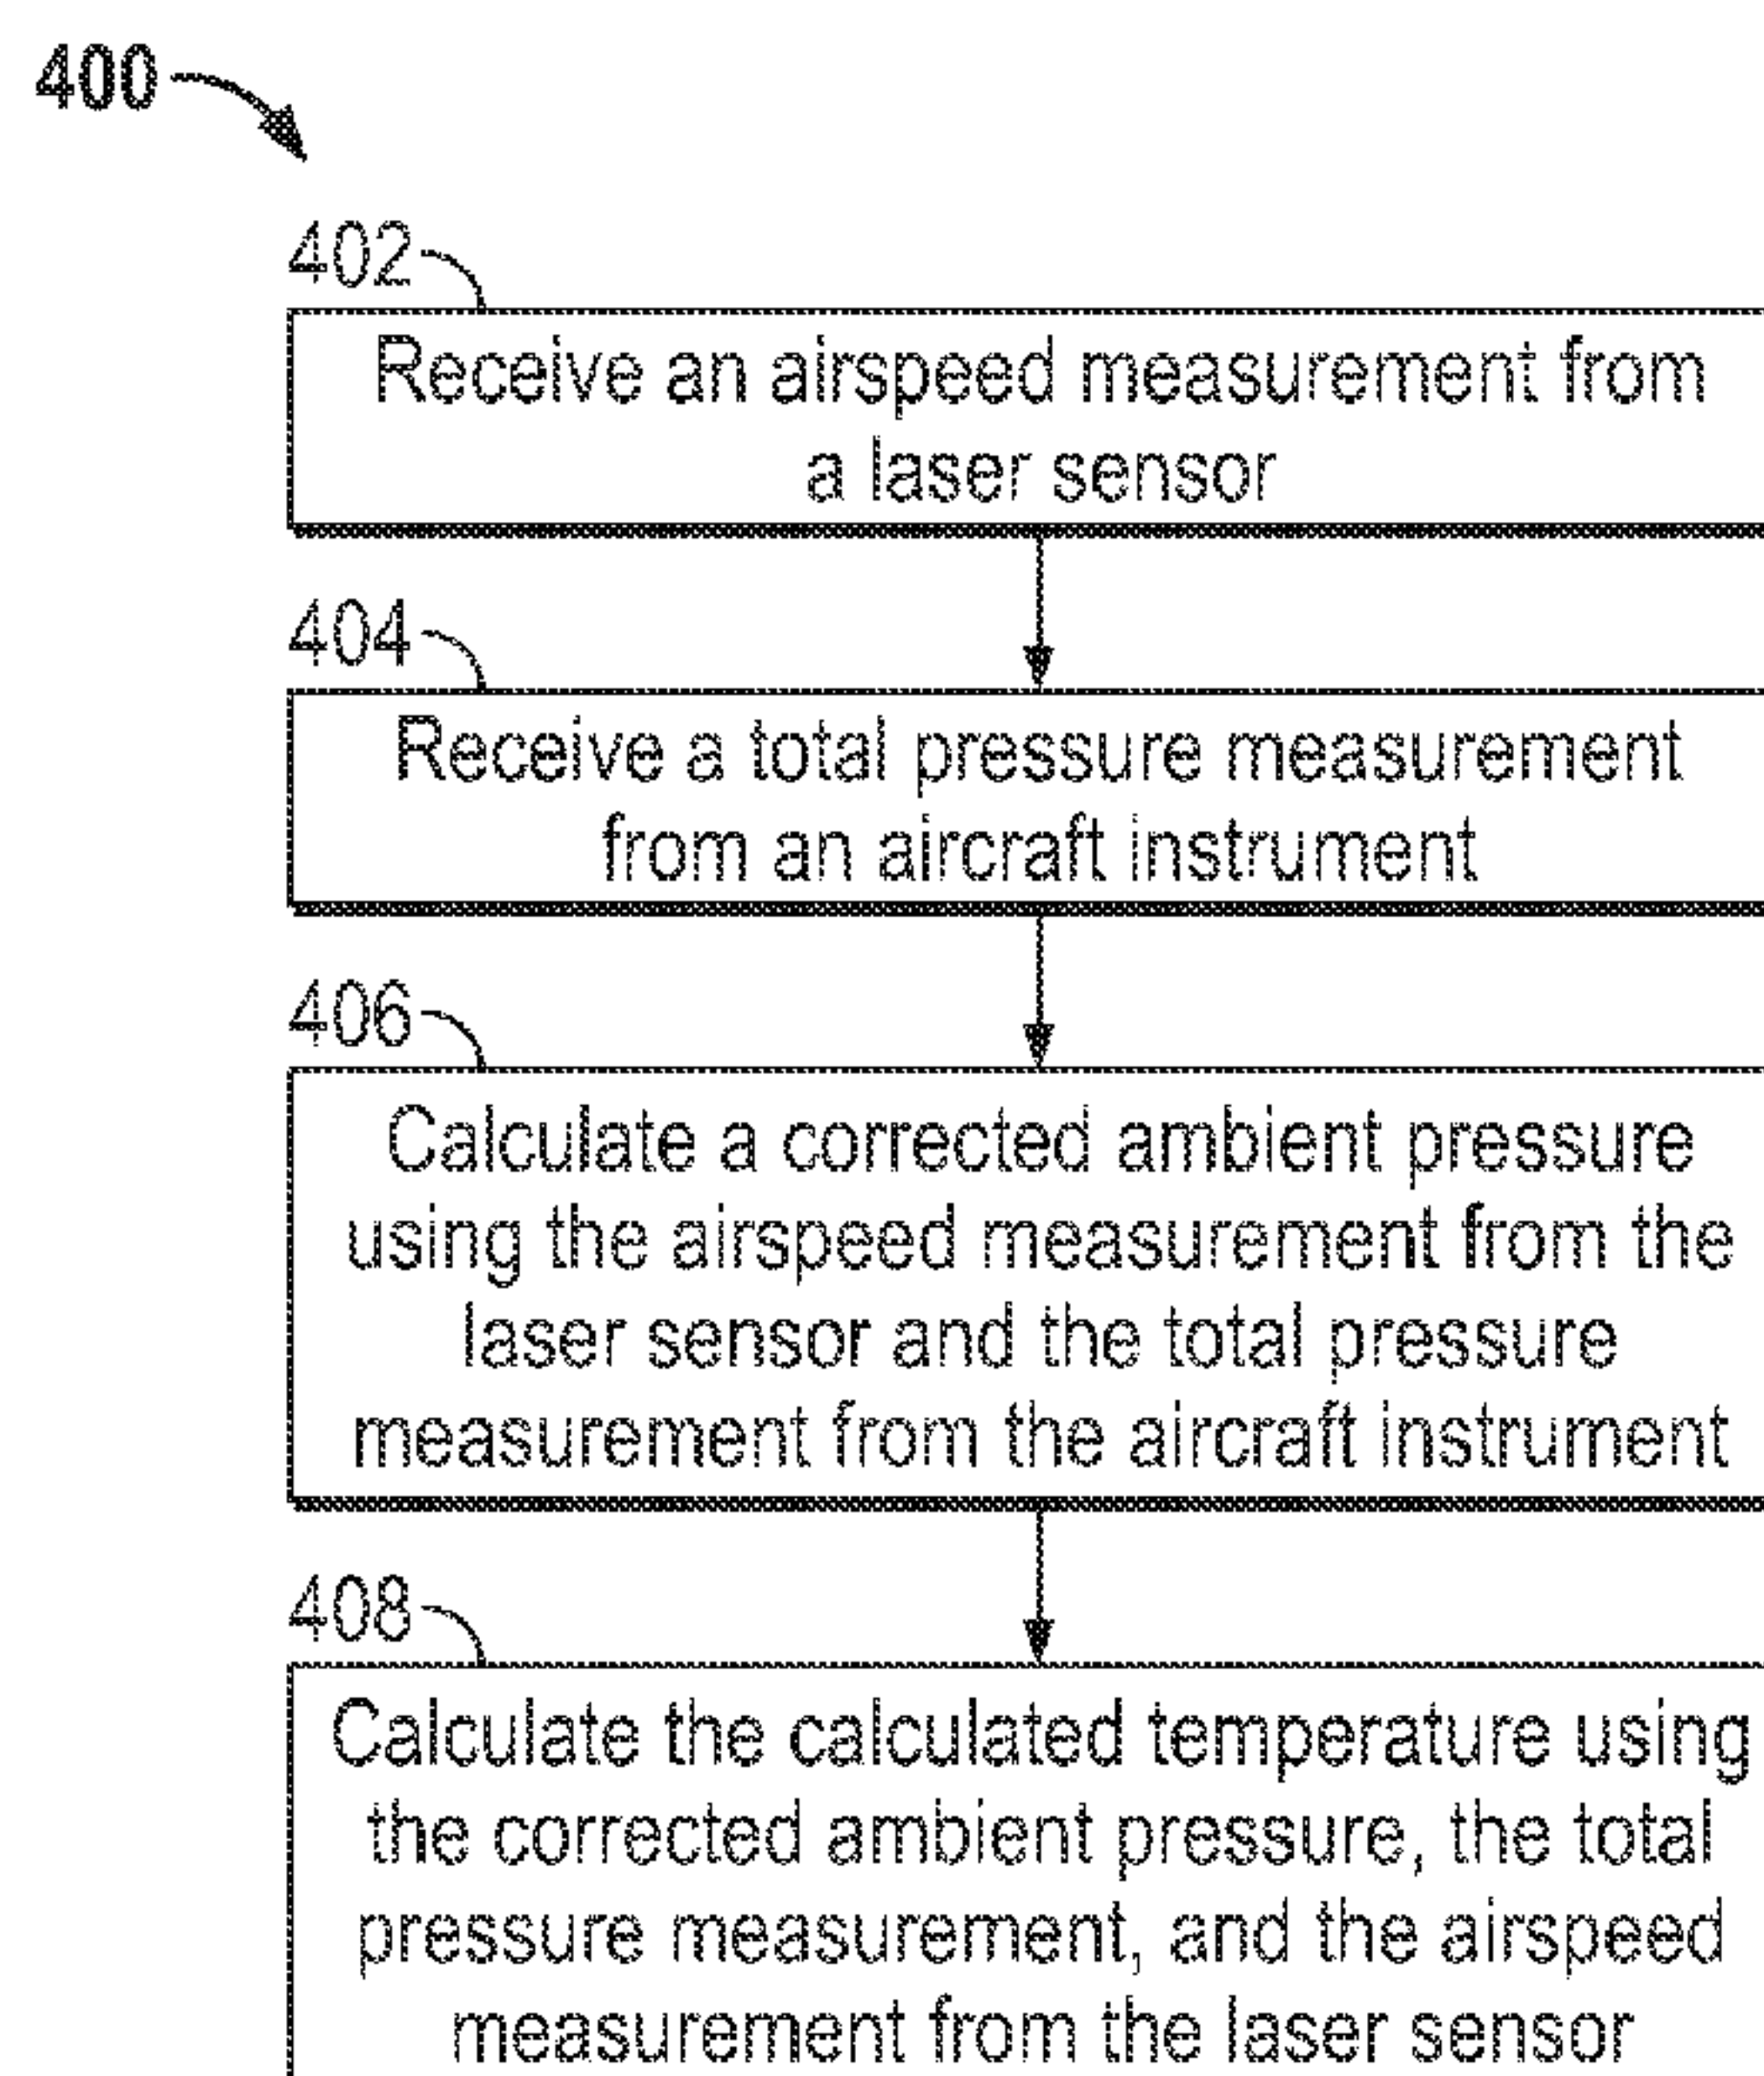 400
402
Receive an airspeed measurement from
a laser sensor
404
Receive a total pressure measurement
from an aircraft instrument
406
Calculate a corrected ambient pressure
using the airspeed measurement from the
laser sensor and the total pressure
measurement from the aircraft instrument
408
Calculate the calculated temperature using
the corrected ambient pressure, the total
pressure measurement, and the airspeed
measurement from the laser sensor